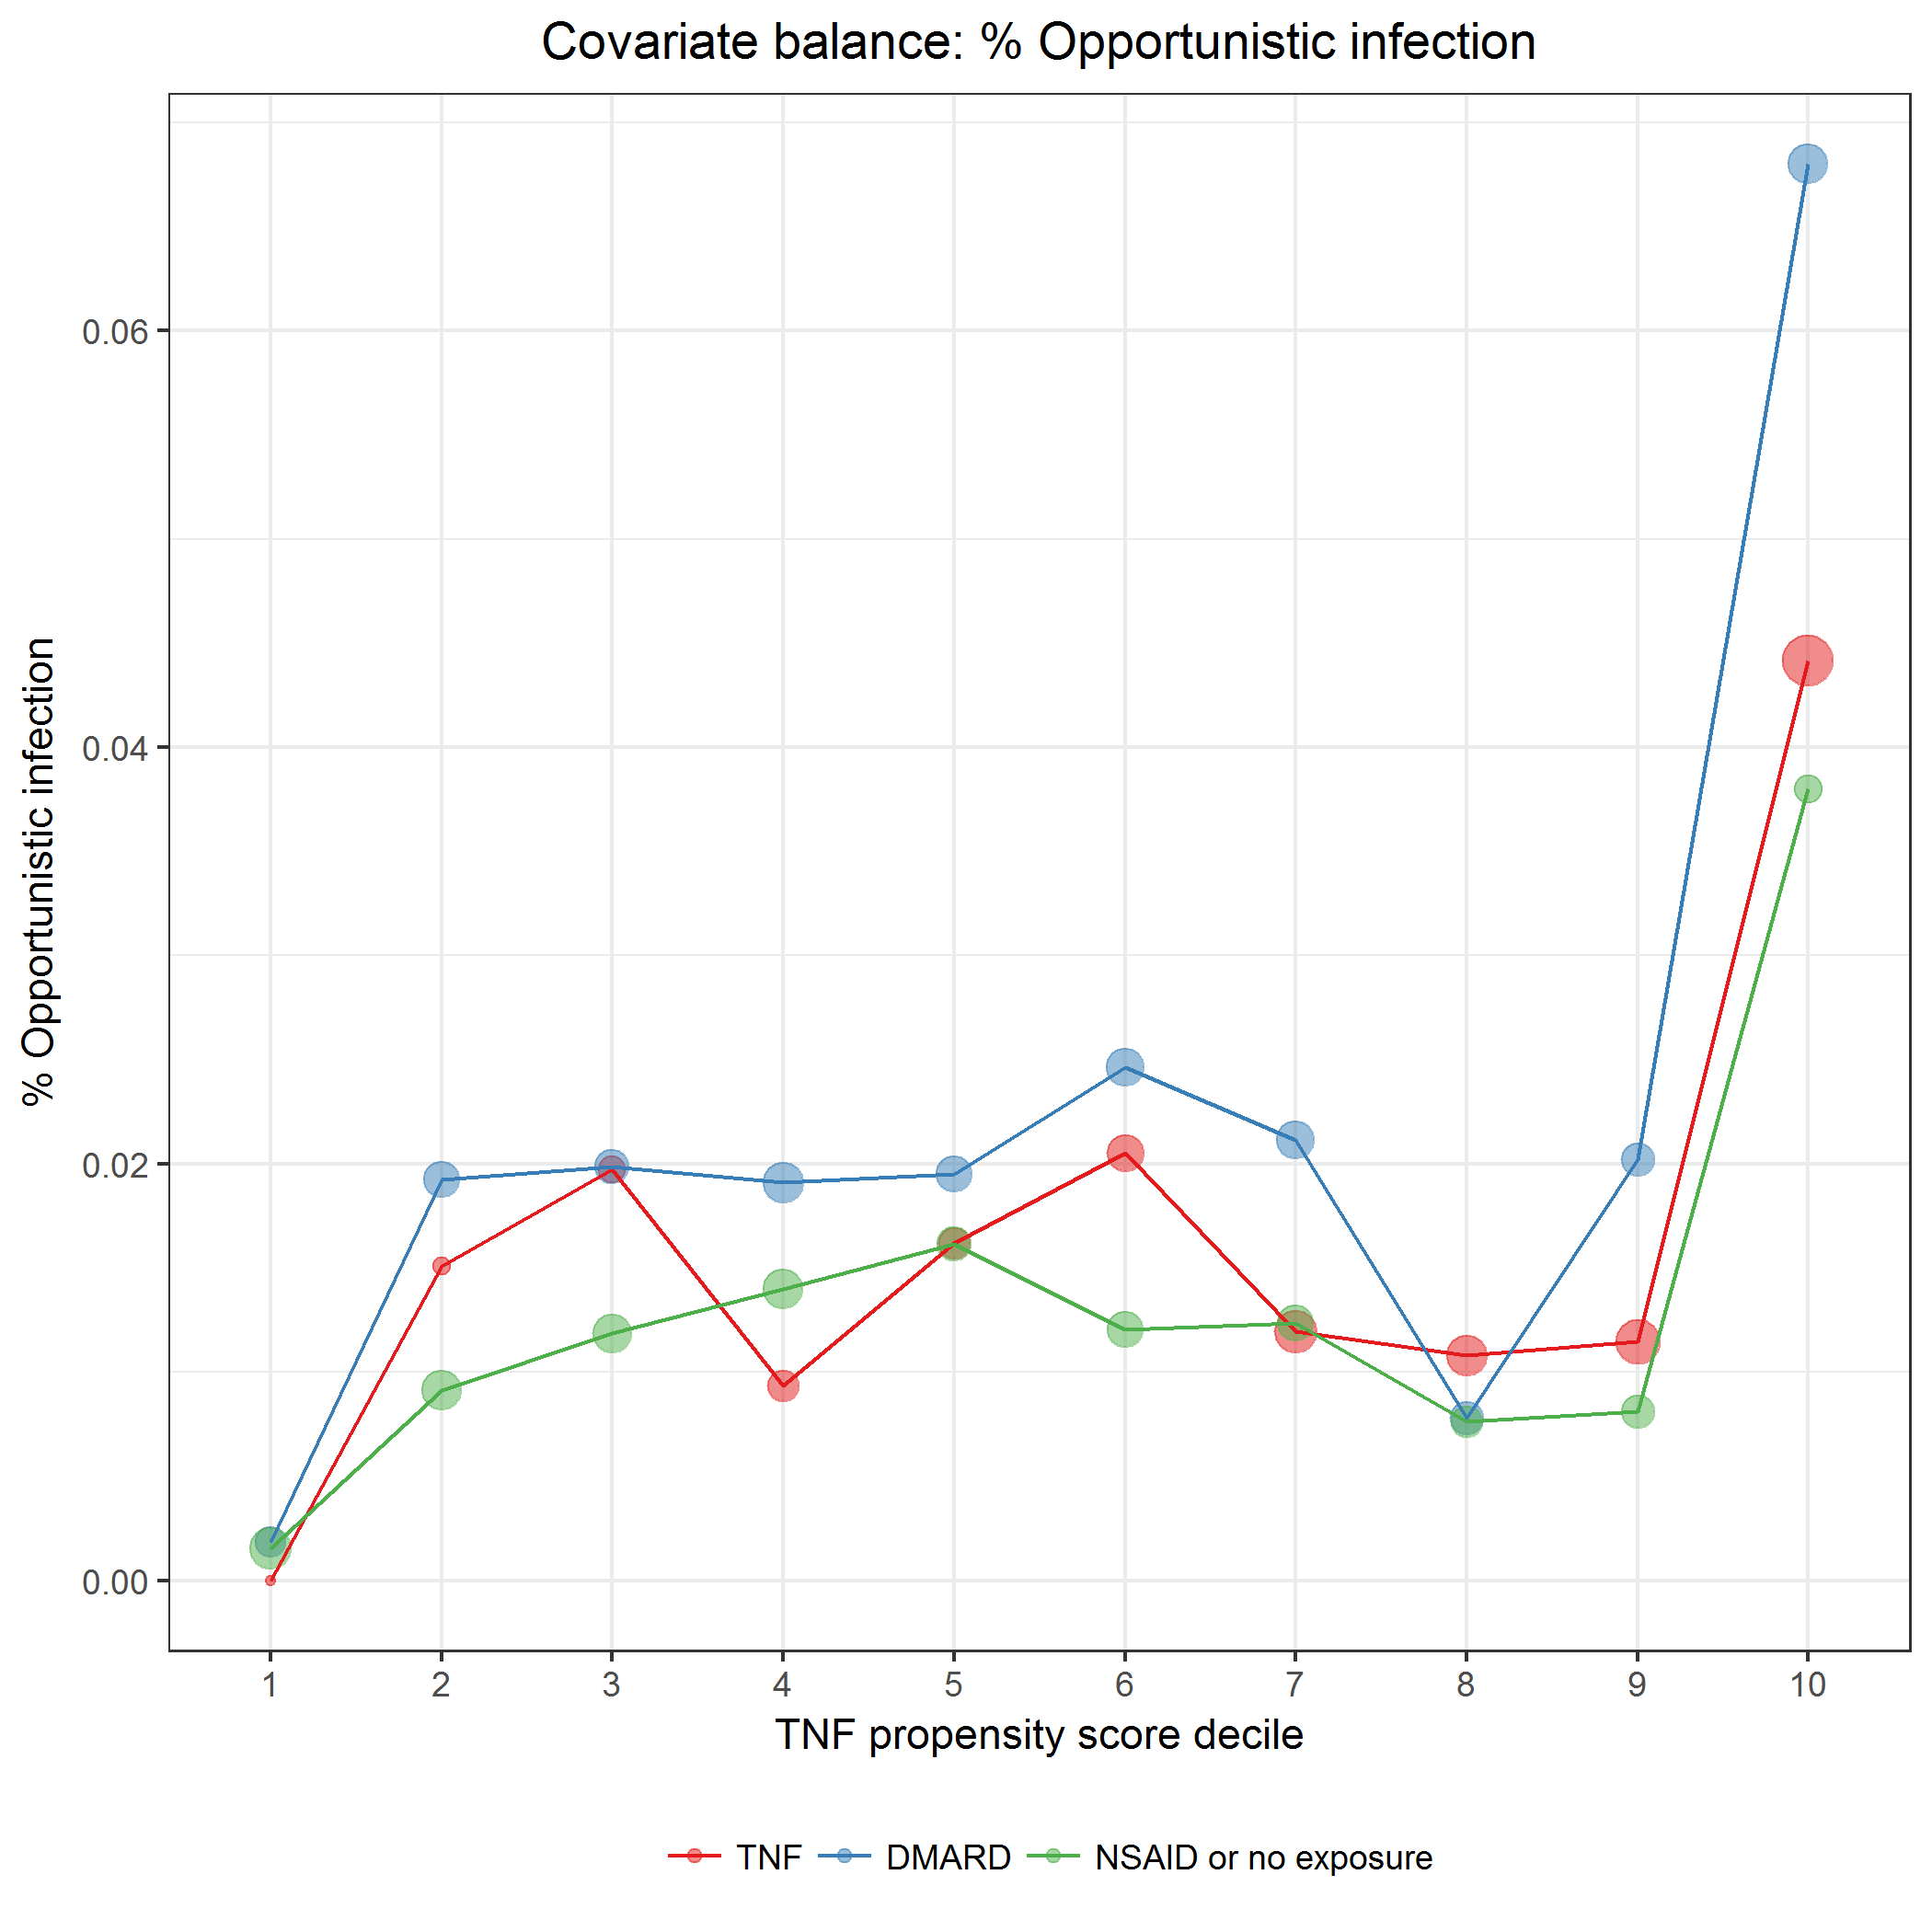 Covariate balance: % Opportunistic infection
% Opportunistic infection
0.06
0.04
0.02
0.00
1 2 3 4 5 6 7 8 9 10
TNF propensity score decile
TNF DMARD NSAID or no exposure